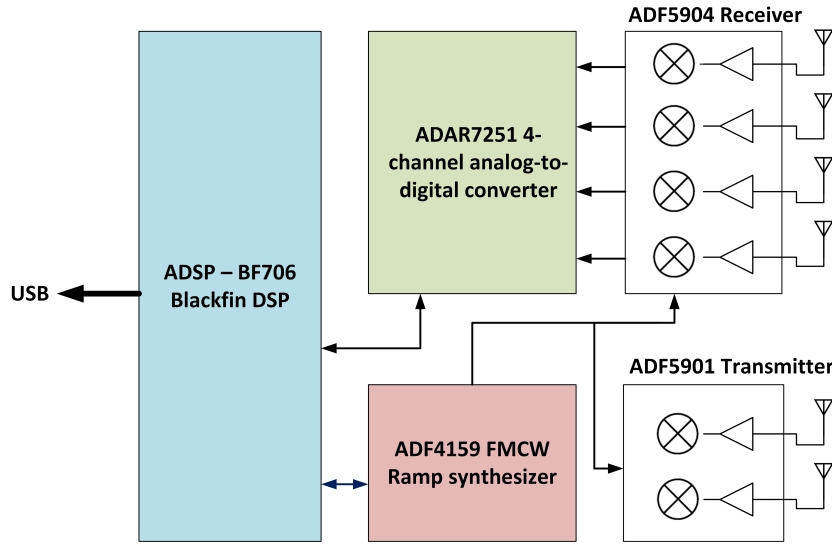 ADF5904 Receiver
ADAR7251 4-
channel analog-to-
digital converter
ADSP – BF706
Blackfin DSP
USB
ADF5901 Transmitter
ADF4159 FMCW
Ramp synthesizer